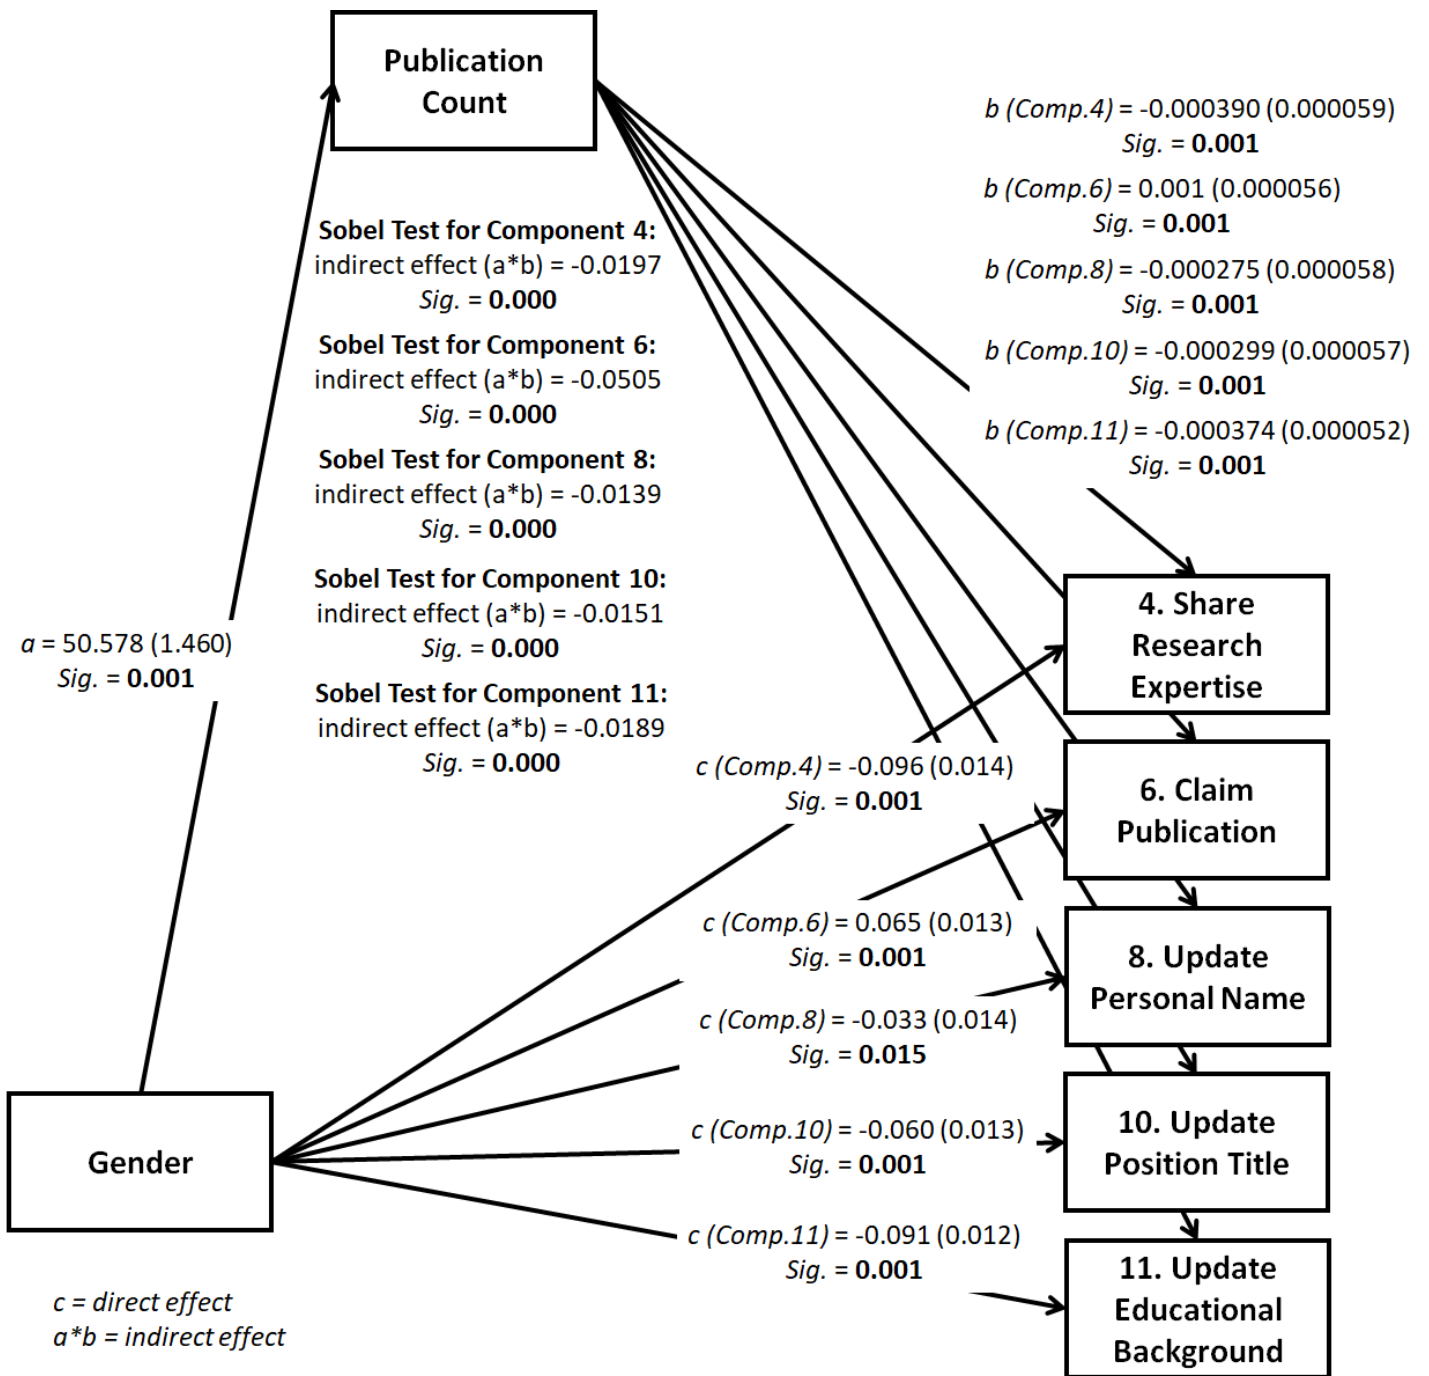 Publication
Count
b (Comp.4) = -0.000390 (0.000059)
Sig. = 0.001
b (Comp.6) = 0.001 (0.000056)
Sig. = 0.001
b (Comp.8) = -0.000275 (0.000058)
Sig. = 0.001
b (Comp.10) = -0.000299 (0.000057)
Sig. = 0.001
b (Comp.11) = -0.000374 (0.000052)
Sig. = 0.001
Sobel Test for Component 4:
indirect effect (a*b) = -0.0197
Sig. = 0.000
Sobel Test for Component 6:
indirect effect (a*b) = -0.0505
Sig. = 0.000
Sobel Test for Component 8:
indirect effect (a*b) = -0.0139
Sig. = 0.000
Sobel Test for Component 10:
indirect effect (a*b) = -0.0151
Sig. = 0.000
Sobel Test for Component 11:
indirect effect (a*b) = -0.0189
Sig. = 0.000
a = 50.578 (1.460)
Sig. = 0.001
c (Comp.4) = -0.096 (0.014)
Sig. = 0.001
c (Comp.6) = 0.065 (0.013)
Sig. = 0.001
c (Comp.8) = -0.033 (0.014)
Sig. = 0.015
c (Comp.10) = -0.060 (0.013)
Sig. = 0.001
c (Comp.11) = -0.091 (0.012)
Sig. = 0.001
4. Share
Research
Expertise
6. Claim
Publication
8. Update
Personal Name
10. Update
Position Title
11. Update
Educational
Background
Gender
c = direct effect
a*b = indirect effect